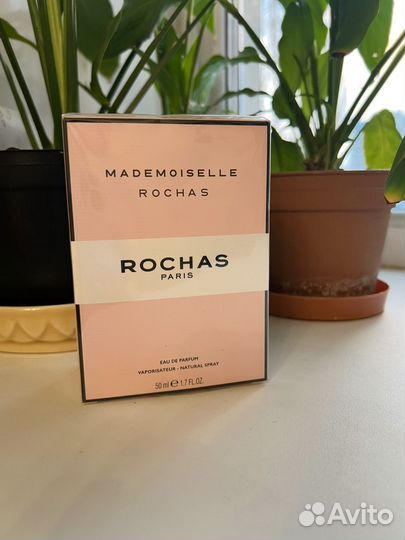 MADEMOISELLE
ROCHAS
ROCHAS
PARIS
EAU DE PARFUM
VAPORISATEUR - NATURAL SPRAY
50 ml ℮ 1.7 FL.OZ.
Avito